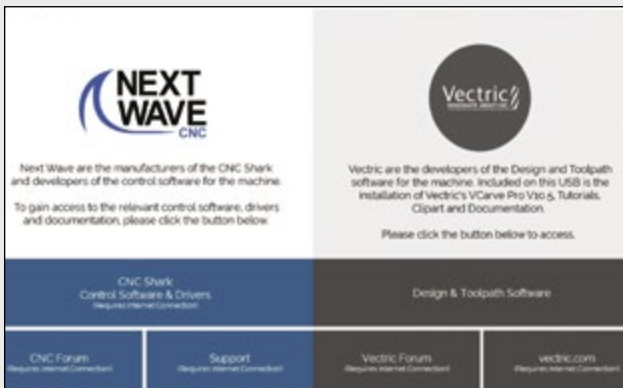 NEXT
WAVE
CNC
Next Wave are the manufacturers of the CNC Shark
and developers of the control software for the machine.
To gain access to the relevant control software, drivers
and documentation, please click the button below.
CNC Shark
Control Software & Drivers
(Requires Internet Connection)
CNC Forum
(Requires Internet Connection)
Support
(Requires Internet Connection)
Vectric
Vectric are the developers of the Design and Toolpath
software for the machine. Included on this USB is the
installation of Vectric's VCarve Pro V10.5, Tutorials,
Clipart and Documentation.
Please click the button below to access.
Design & Toolpath Software
Vectric Forum
(Requires Internet Connection)
vectric.com
(Requires Internet Connection)